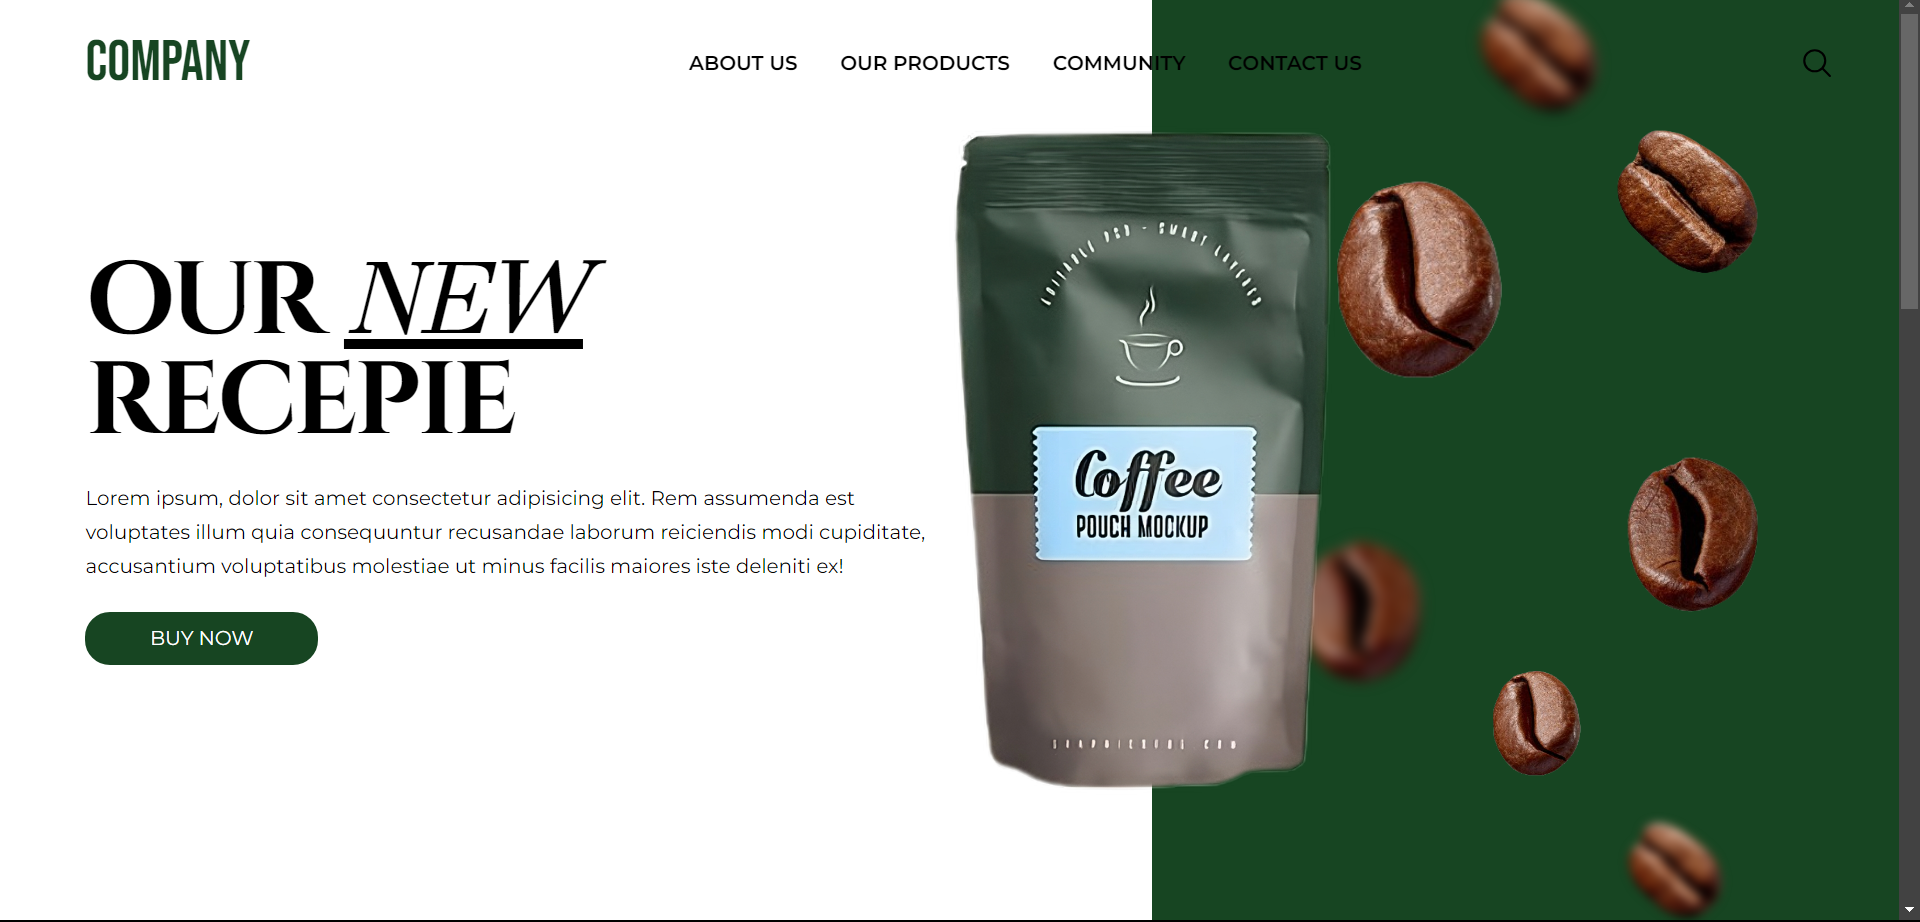 COMPANY
ABOUT US
OUR PRODUCTS
COMMUNITY
CONTACT US
OUR NEW
RECEPIE
Lorem ipsum, dolor sit amet consectetur adipisicing elit. Rem assumenda est
voluptates illum quia consequuntur recusandae laborum reiciendis modi cupiditate,
accusantium voluptatibus molestiae ut minus facilis maiores iste deleniti ex!
BUY NOW
PSD - SMART
Coffee
POUCH MOCKUP